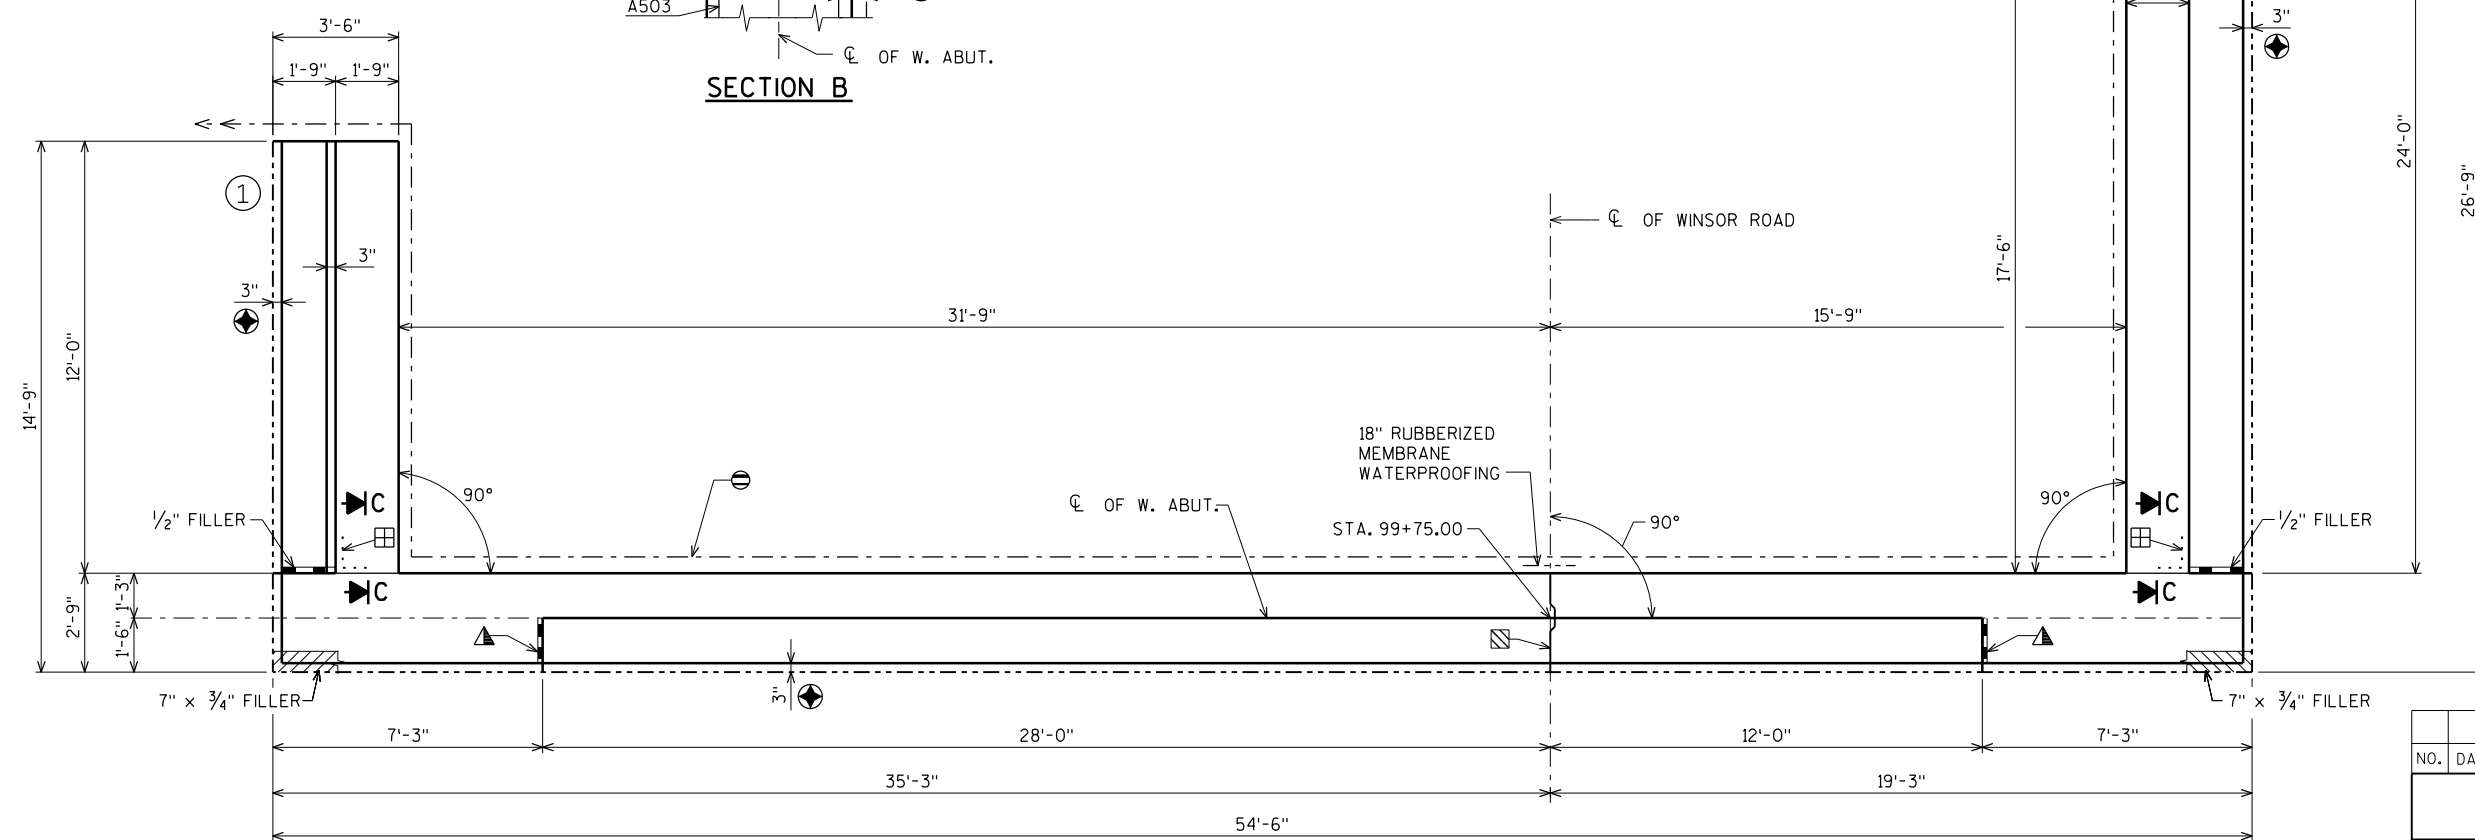 A503
℄ OF W. ABUT.
SECTION B
3'-6"
1'-9" 1'-9"
3"
1
3"
3"
℄ OF WINSOR ROAD
24'-0"
26'-9"
17'-6"
31'-9"
15'-9"
14'-9"
12'-0"
18" RUBBERIZED
MEMBRANE
WATERPROOFING
90°
C
℄ OF W. ABUT.
STA. 99+75.00
90°
90°
C
1/2" FILLER
1/2" FILLER
C
C
2'-9"
1'-3"
1'-6"
7" x 3/4" FILLER
3"
7" x 3/4" FILLER
7'-3"
28'-0"
12'-0"
7'-3"
NO. DA
35'-3"
19'-3"
54'-6"